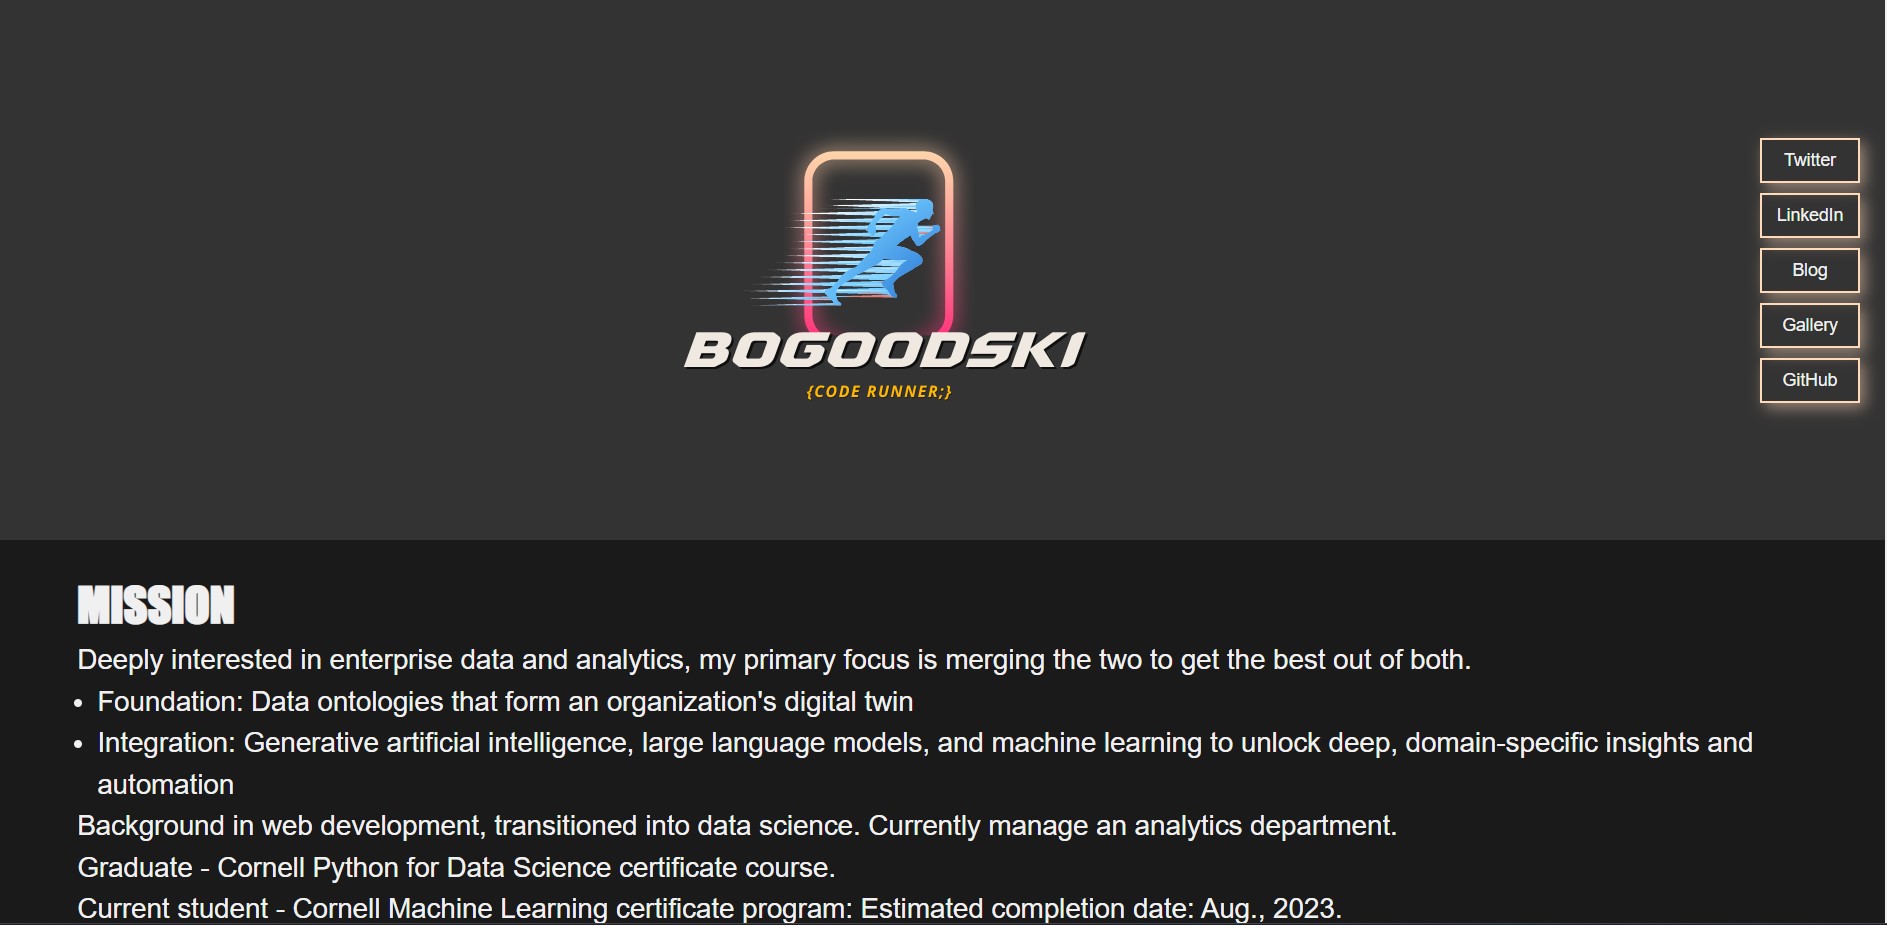 BOGOODSKI
{CODE RUNNER;}
Twitter
LinkedIn
Blog
Gallery
GitHub
MISSION
Deeply interested in enterprise data and analytics, my primary focus is merging the two to get the best out of both.
• Foundation: Data ontologies that form an organization's digital twin
• Integration: Generative artificial intelligence, large language models, and machine learning to unlock deep, domain-specific insights and
automation
Background in web development, transitioned into data science. Currently manage an analytics department.
Graduate - Cornell Python for Data Science certificate course.
Current student - Cornell Machine Learning certificate program: Estimated completion date: Aug., 2023.